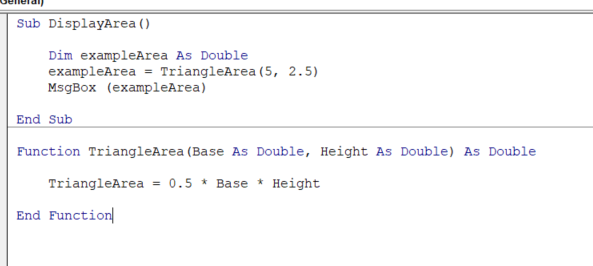 General)
Sub DisplayArea()
Dim exampleArea As Double
exampleArea = TriangleArea(5, 2.5)
MsgBox (exampleArea)
End Sub
Function TriangleArea(Base As Double, Height As Double) As Double
TriangleArea = 0.5 * Base * Height
End Function